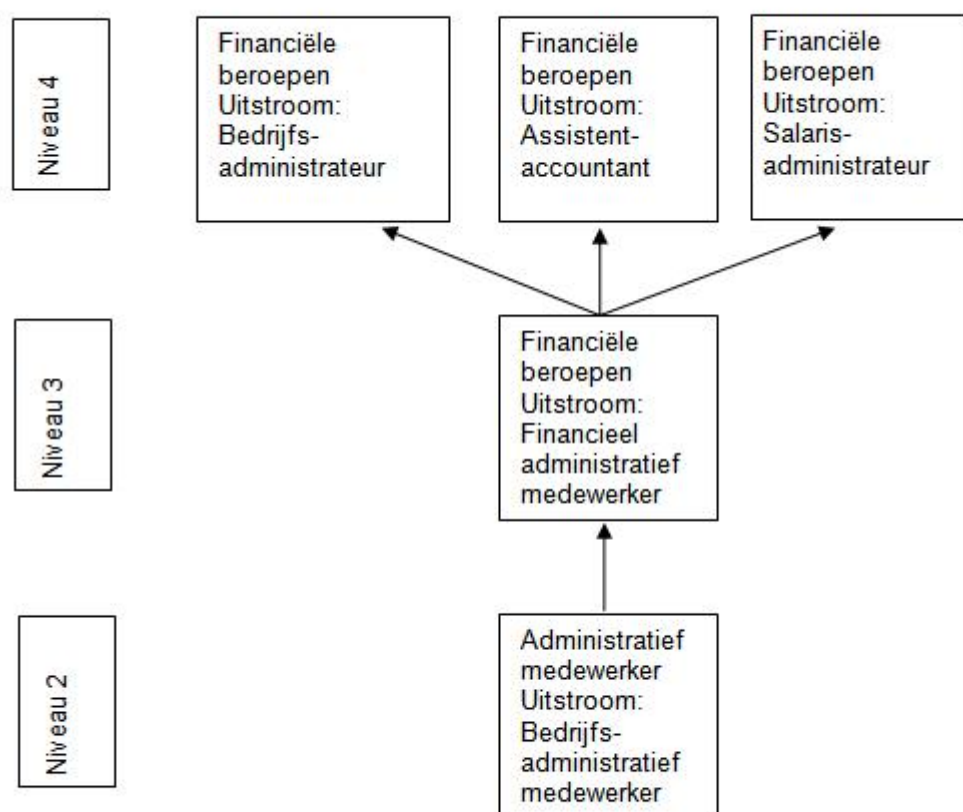 Niveau 4
Financiële
beroepen
Uitstroom:
Bedrijfs-
administrateur
Financiële
beroepen
Uitstroom:
Assistent-
accountant
Financiële
beroepen
Uitstroom:
Salaris-
administrateur
Niveau 3
Financiële
beroepen
Uitstroom:
Financieel
administratief
medewerker
Niveau 2
Administratief
medewerker
Uitstroom:
Bedrijfs-
administratief
medewerker